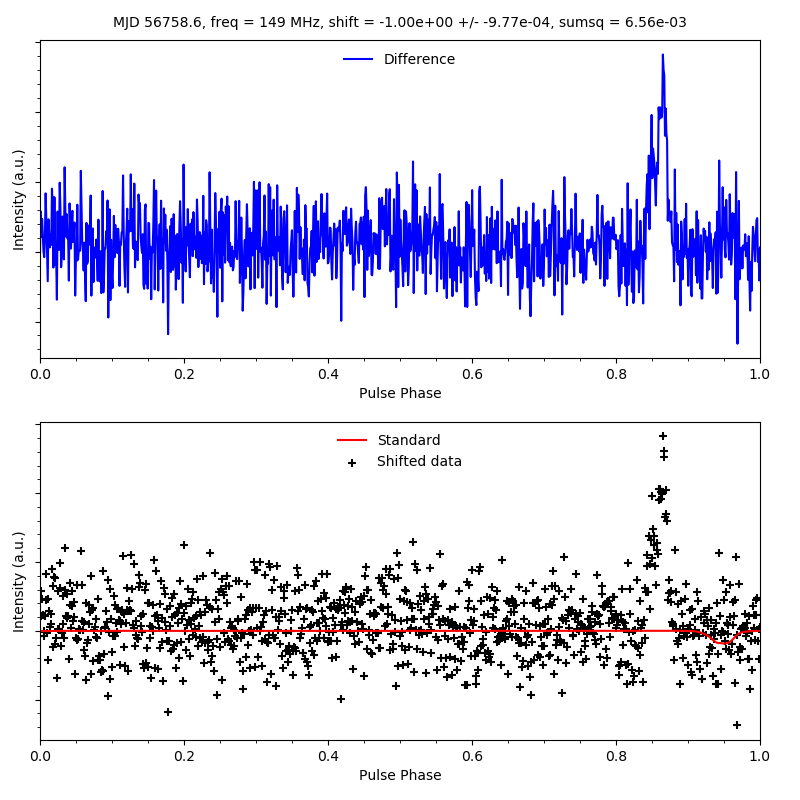 MJD 56758.6, freq = 149 MHz, shift = -1.00e+00 +/- -9.77e-04, sumsq = 6.56e-03
Difference
Intensity (a.u.)
0.0 0.2 0.4 0.6 0.8 1.0
Pulse Phase
Standard
Shifted data
Intensity (a.u.)
0.0 0.2 0.4 0.6 0.8 1.0
Pulse Phase